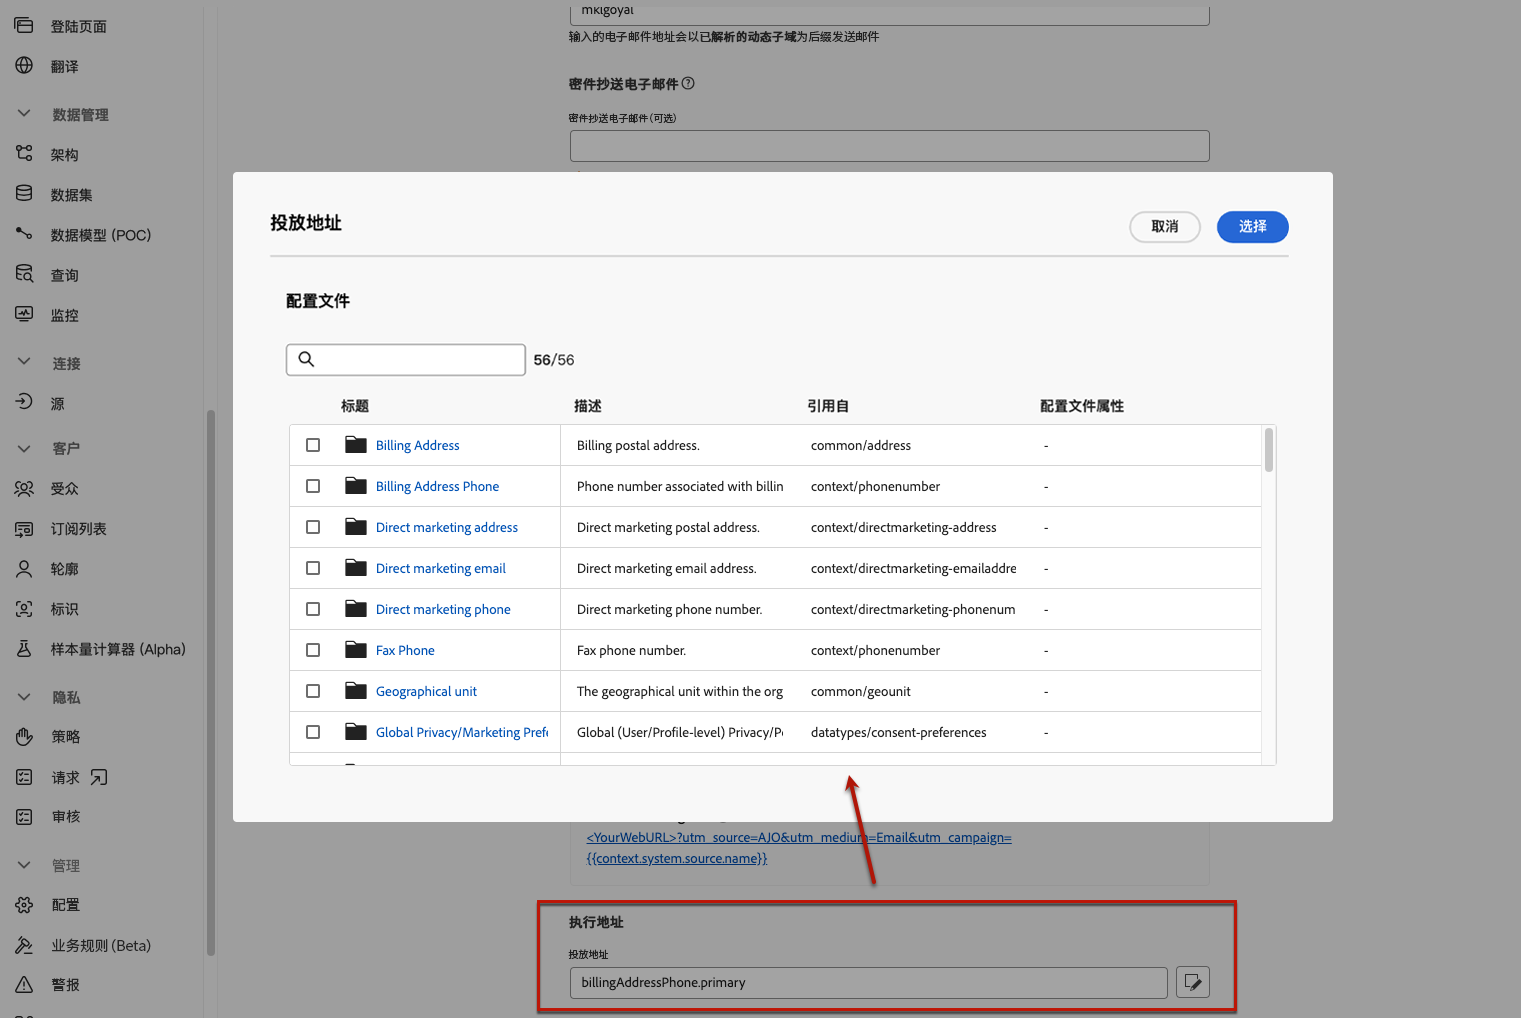 登陆页面
翻译
数据管理
架构
数据集
数据模型 (POC)
查询
监控
连接
源
客户
受众
订阅列表
轮廓
标识
样本量计算器 (Alpha)
隐私
策略
请求
审核
管理
配置
业务规则 (Beta)
警报
mklgoyal
输入的电子邮件地址会以已解析的动态子域为后缀发送邮件
密件抄送电子邮件
密件抄送电子邮件(可选)
投放地址
取消
选择
配置文件
56/56
标题 描述 引用自 配置文件属性
Billing Address Billing postal address. common/address -
Billing Address Phone Phone number associated with billin context/phonenumber -
Direct marketing address Direct marketing postal address. context/directmarketing-address -
Direct marketing email Direct marketing email address. context/directmarketing-emailaddre -
Direct marketing phone Direct marketing phone number. context/directmarketing-phonenum -
Fax Phone Fax phone number. context/phonenumber -
Geographical unit The geographical unit within the org common/geounit -
Global Privacy/Marketing Prefe Global (User/Profile-level) Privacy/P datatypes/consent-preferences -
<YourWebURL>?utm_source=AJO&utm_medium=Email&utm_campaign=
{{context.system.source.name}}
执行地址
投放地址
billingAddressPhone.primary